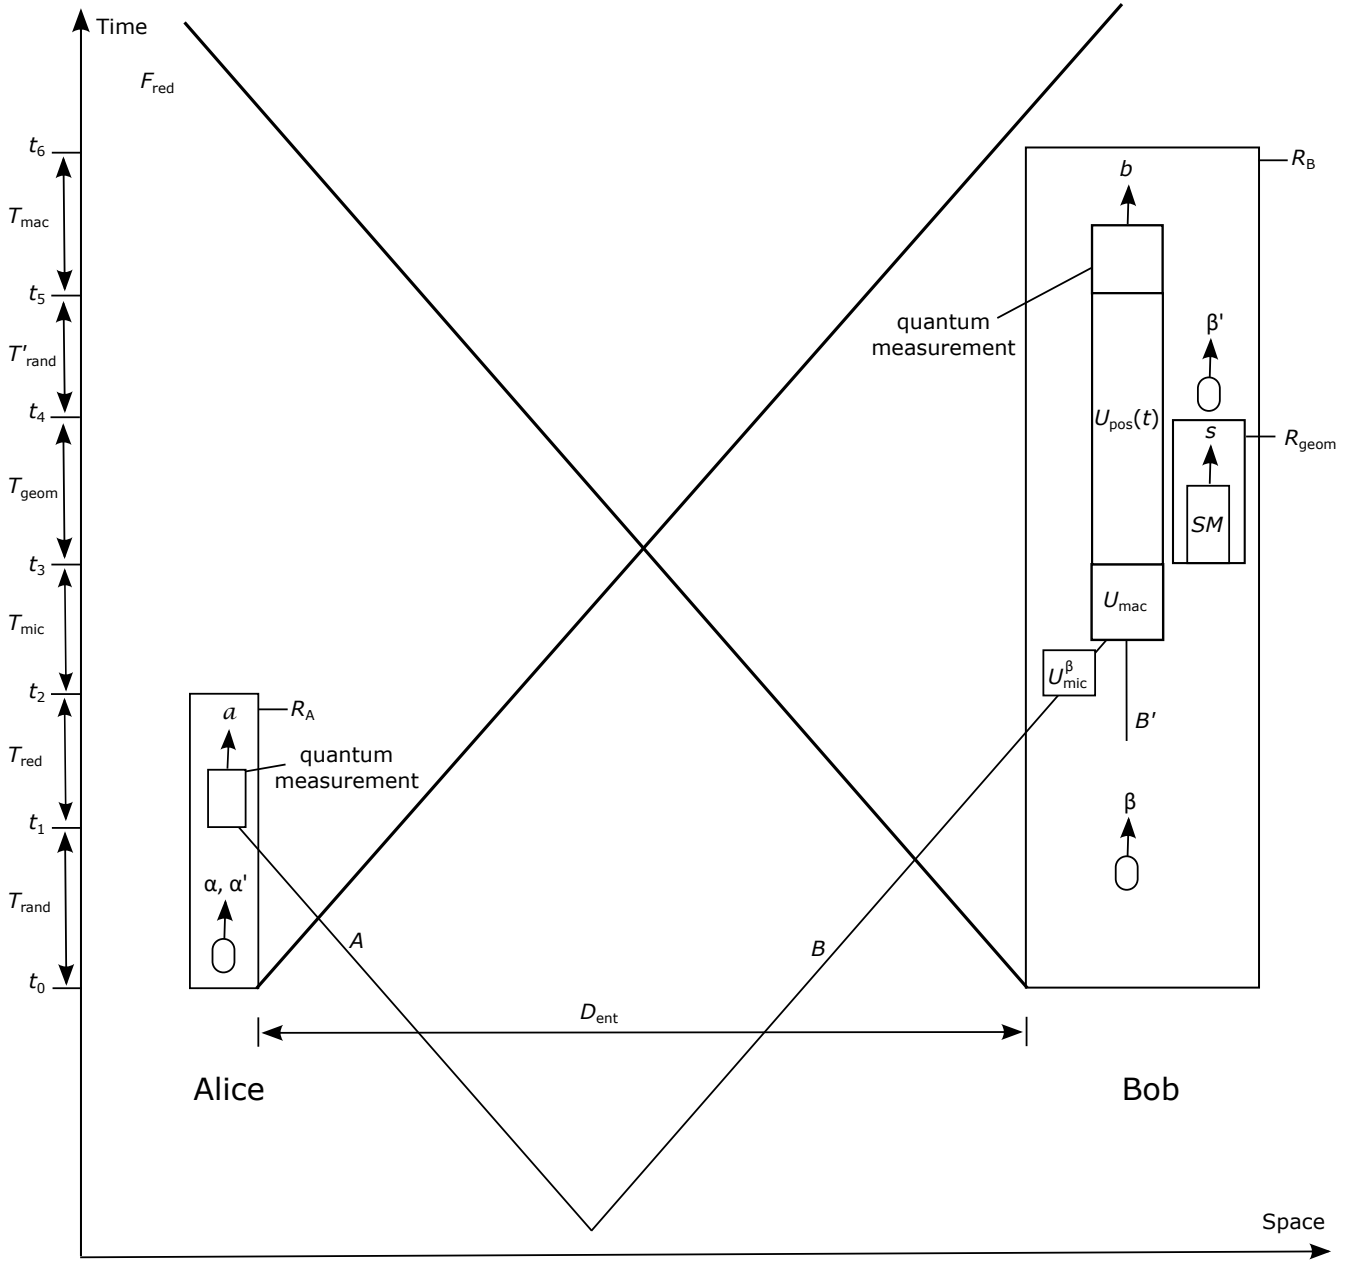 Time
F_red
t_6
R_B
b
T_mac
t_5
quantum
measurement
β'
T'_rand
t_4
U_pos(t)
s
R_geom
T_geom
SM
t_3
U_mac
T_mic
U^β_mic
t_2
a
R_A
B'
quantum
measurement
T_red
β
t_1
α, α'
T_rand
A
B
t_0
D_ent
Alice
Bob
Space